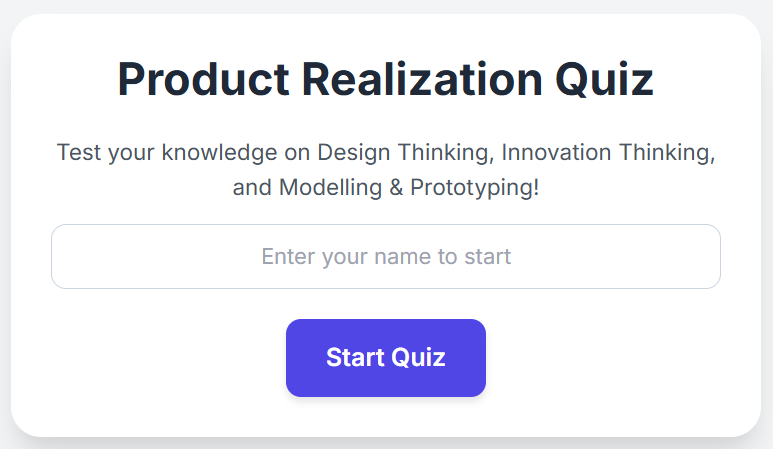 Product Realization Quiz
Test your knowledge on Design Thinking, Innovation Thinking,
and Modelling & Prototyping!
Enter your name to start
Start Quiz